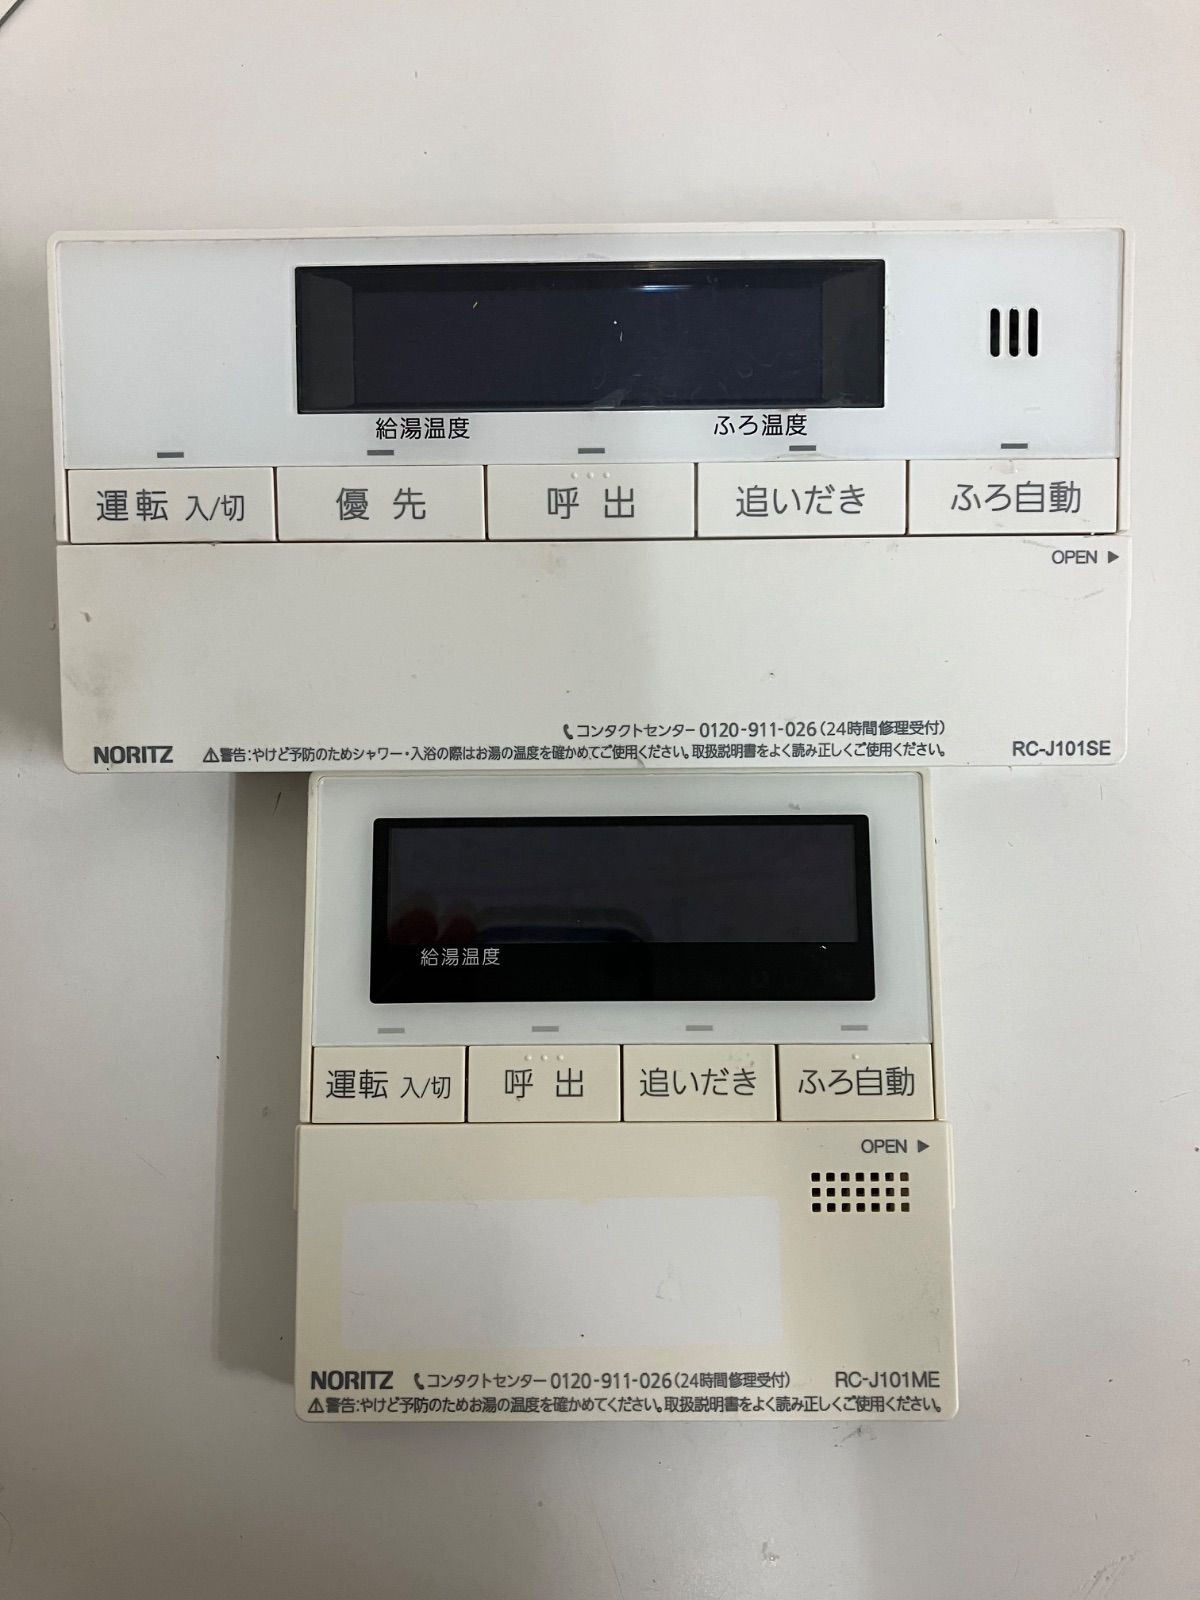 給湯温度 ふろ温度
運転 入/切 優先 呼出 追いだき ふろ自動
OPEN ▶
コンタクトセンター 0120-911-026(24時間修理受付)
NORITZ ⚠警告:やけど予防のためシャワー・入浴の際はお湯の温度を確かめてご使用ください。取扱説明書をよく読み正しくご使用ください。 RC-J101SE
給湯温度
運転 入/切 呼出 追いだき ふろ自動
OPEN ▶
NORITZ コンタクトセンター 0120-911-026(24時間修理受付) RC-J101ME
⚠警告:やけど予防のためお湯の温度を確かめてください。取扱説明書をよく読み正しくご使用ください。